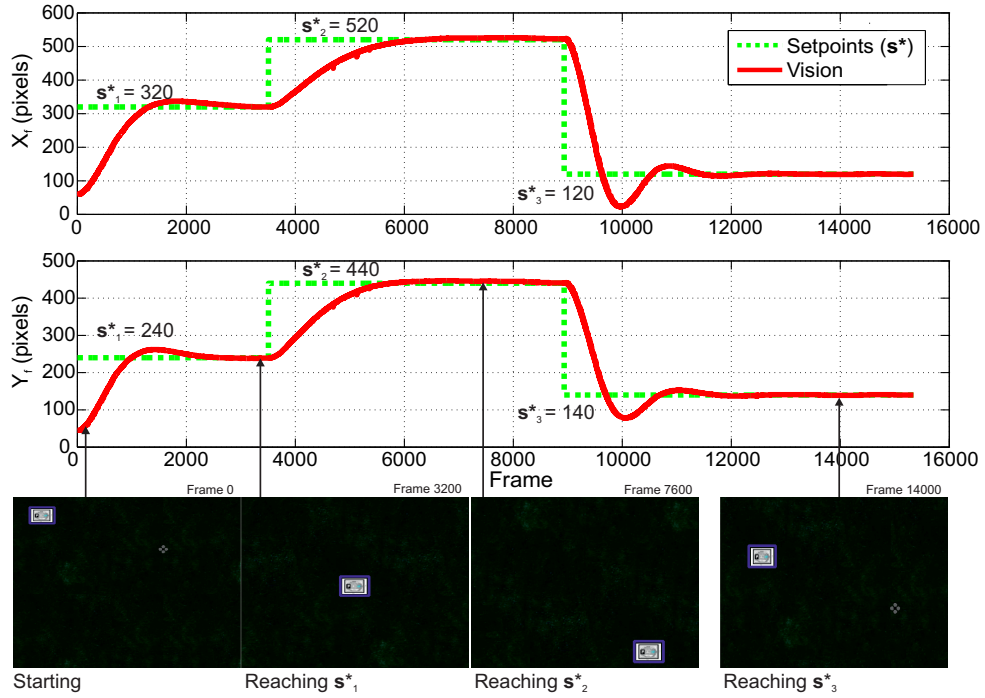 600
500
400
300
200
100
0
X_f (pixels)
s*_1 = 320
s*_2 = 520
s*_3 = 120
Setpoints (s*)
Vision
0 2000 4000 6000 8000 10000 12000 14000 16000
500
400
300
200
100
0
Y_f (pixels)
s*_1 = 240
s*_2 = 440
s*_3 = 140
0 2000 4000 6000 8000 10000 12000 14000 16000
Frame
Frame 0 Frame 3200 Frame 7600 Frame 14000
Starting Reaching s*_1 Reaching s*_2 Reaching s*_3